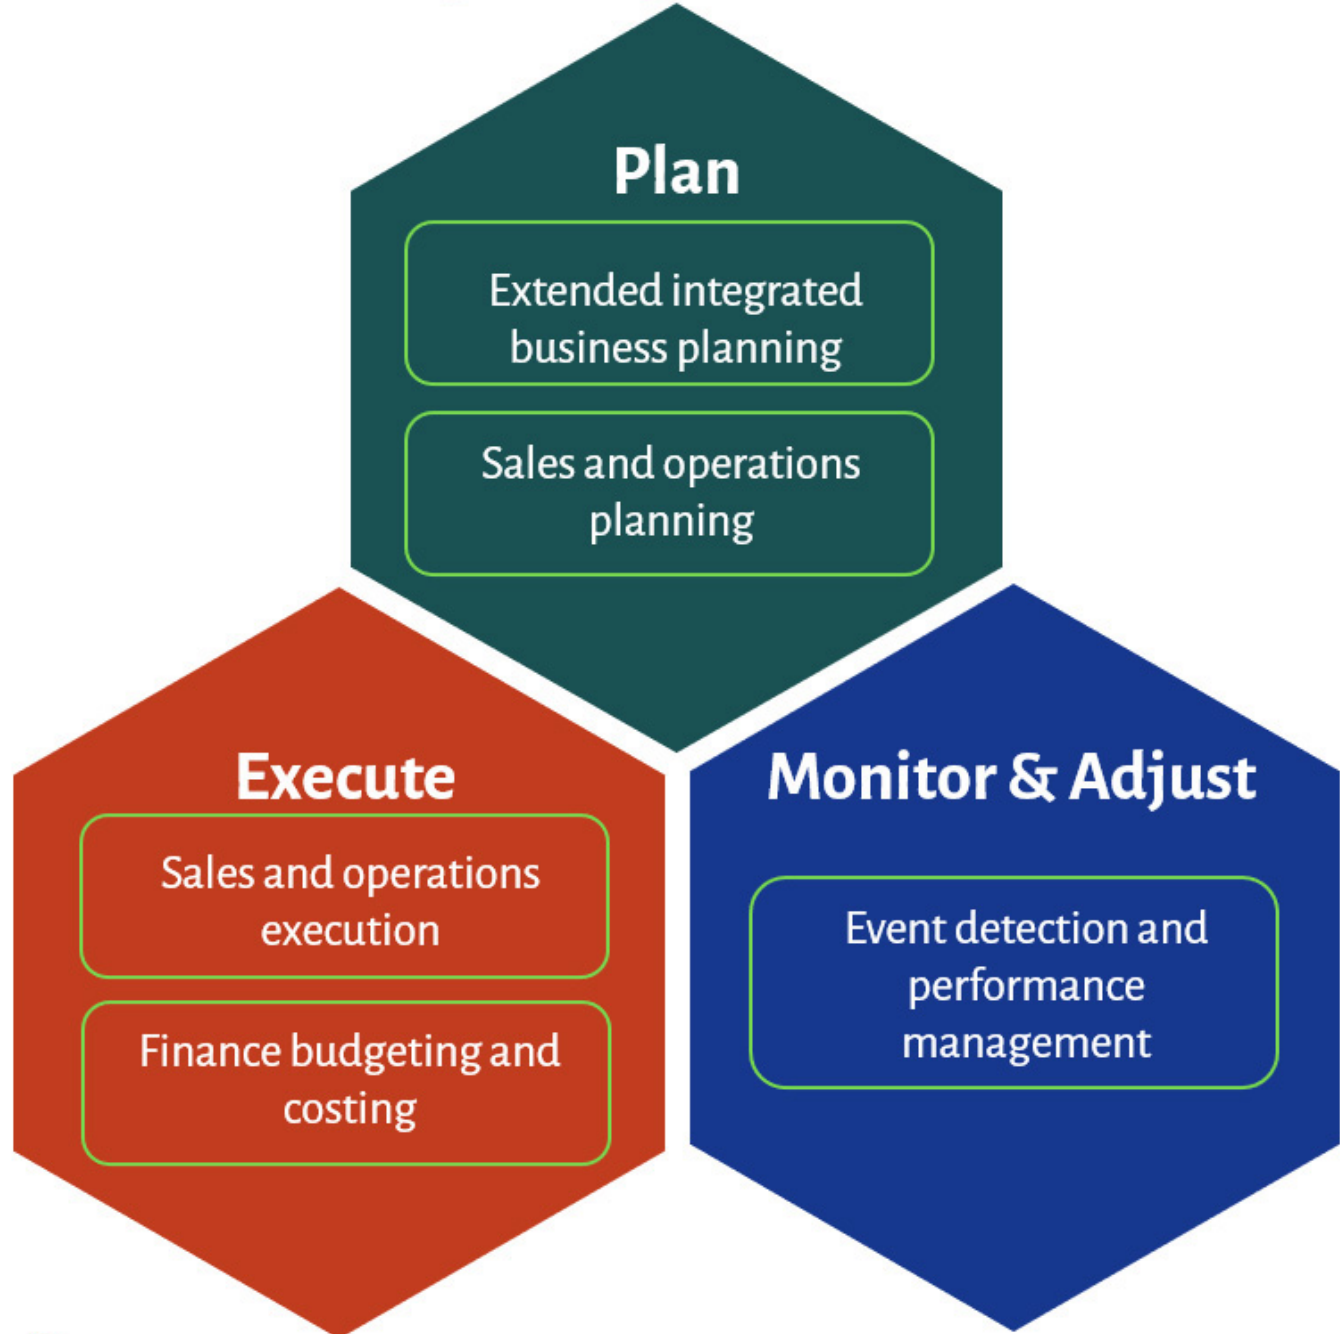 Plan
Extended integrated
business planning
Sales and operations
planning
Execute
Sales and operations
execution
Finance budgeting and
costing
Monitor & Adjust
Event detection and
performance
management